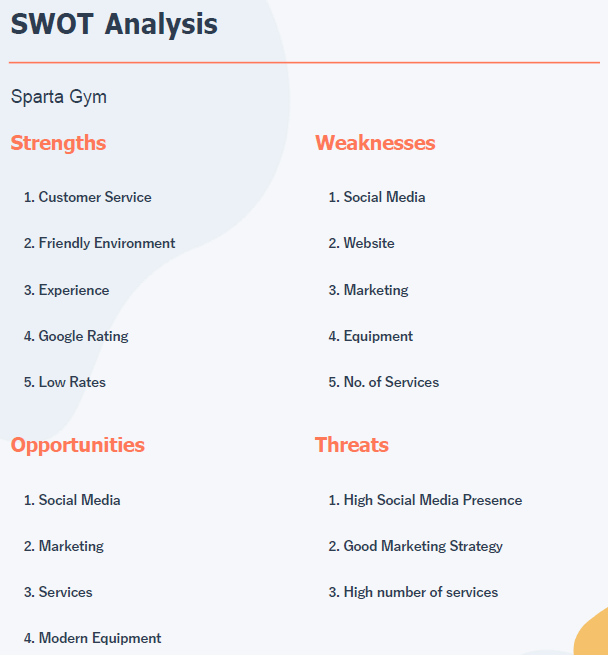 SWOT Analysis
Sparta Gym
Strengths
1. Customer Service
2. Friendly Environment
3. Experience
4. Google Rating
5. Low Rates
Weaknesses
1. Social Media
2. Website
3. Marketing
4. Equipment
5. No. of Services
Opportunities
1. Social Media
2. Marketing
3. Services
4. Modern Equipment
Threats
1. High Social Media Presence
2. Good Marketing Strategy
3. High number of services